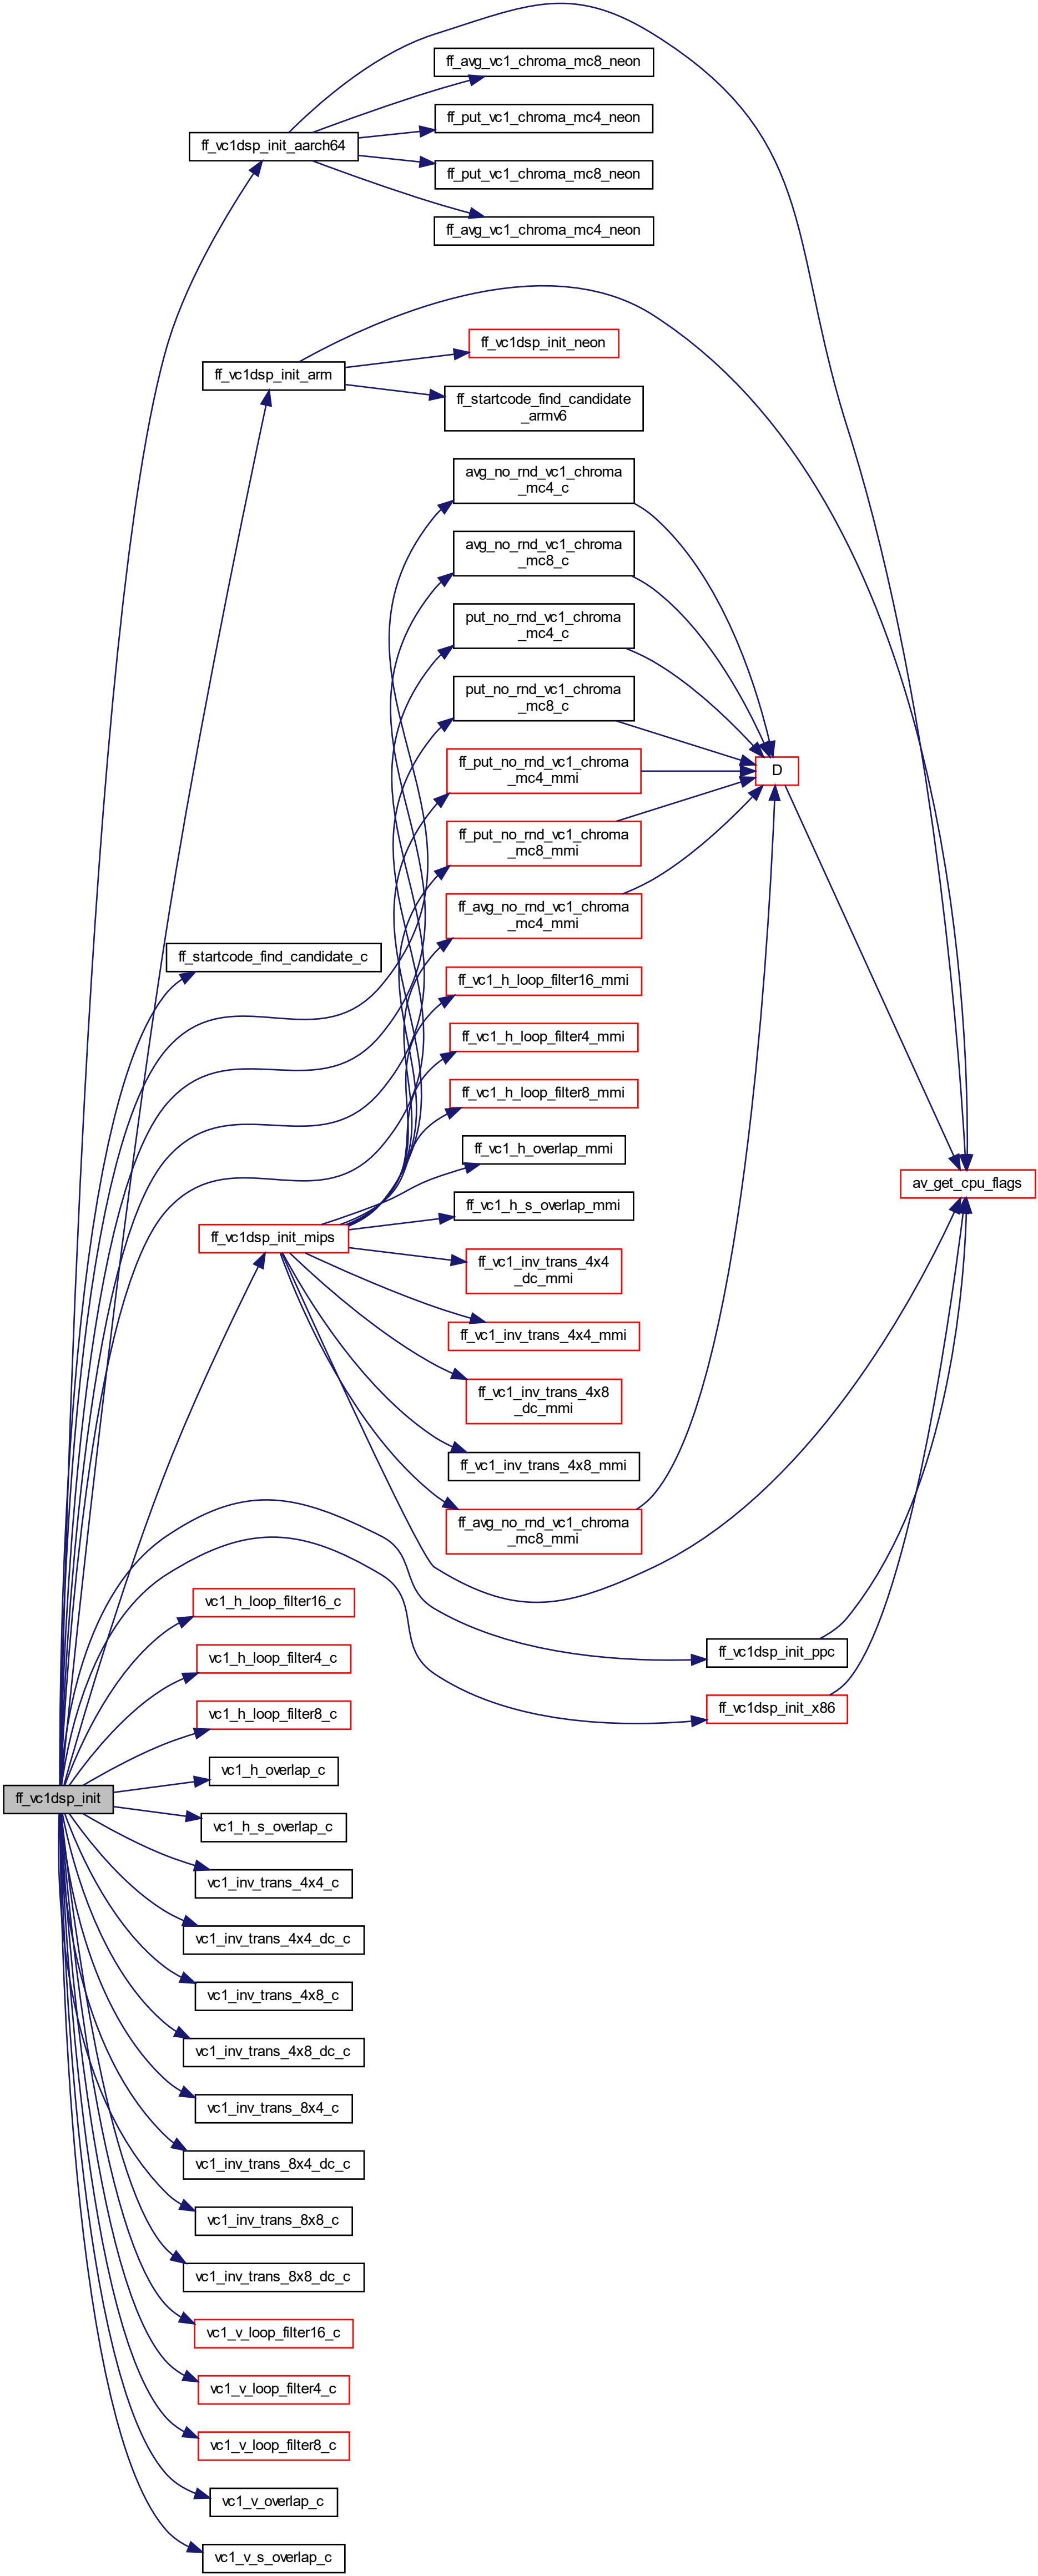 ff_avg_vc1_chroma_mc8_neon
ff_put_vc1_chroma_mc4_neon
ff_vc1dsp_init_aarch64
ff_put_vc1_chroma_mc8_neon
ff_avg_vc1_chroma_mc4_neon
ff_vc1dsp_init_neon
ff_vc1dsp_init_arm
ff_startcode_find_candidate
_armv6
avg_no_rnd_vc1_chroma
_mc4_c
avg_no_rnd_vc1_chroma
_mc8_c
put_no_rnd_vc1_chroma
_mc4_c
put_no_rnd_vc1_chroma
_mc8_c
ff_put_no_rnd_vc1_chroma
_mc4_mmi
D
ff_put_no_rnd_vc1_chroma
_mc8_mmi
ff_avg_no_rnd_vc1_chroma
_mc4_mmi
ff_startcode_find_candidate_c
ff_vc1_h_loop_filter16_mmi
ff_vc1_h_loop_filter4_mmi
ff_vc1_h_loop_filter8_mmi
ff_vc1_h_overlap_mmi
av_get_cpu_flags
ff_vc1_h_s_overlap_mmi
ff_vc1dsp_init_mips
ff_vc1_inv_trans_4x4
_dc_mmi
ff_vc1_inv_trans_4x4_mmi
ff_vc1_inv_trans_4x8
_dc_mmi
ff_vc1_inv_trans_4x8_mmi
ff_avg_no_rnd_vc1_chroma
_mc8_mmi
vc1_h_loop_filter16_c
ff_vc1dsp_init_ppc
vc1_h_loop_filter4_c
ff_vc1dsp_init_x86
vc1_h_loop_filter8_c
vc1_h_overlap_c
ff_vc1dsp_init
vc1_h_s_overlap_c
vc1_inv_trans_4x4_c
vc1_inv_trans_4x4_dc_c
vc1_inv_trans_4x8_c
vc1_inv_trans_4x8_dc_c
vc1_inv_trans_8x4_c
vc1_inv_trans_8x4_dc_c
vc1_inv_trans_8x8_c
vc1_inv_trans_8x8_dc_c
vc1_v_loop_filter16_c
vc1_v_loop_filter4_c
vc1_v_loop_filter8_c
vc1_v_overlap_c
vc1_v_s_overlap_c